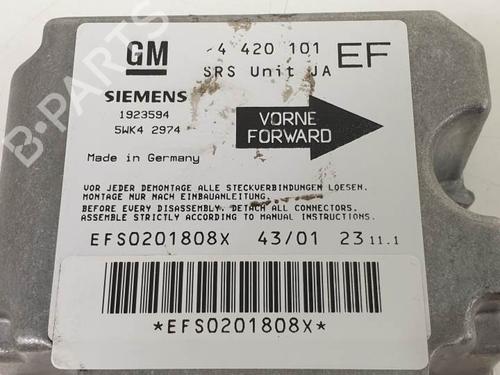 GM
4 420 101
EF
SRS Unit JA
SIEMENS
1923594
5WK4 2974
VORNE
FORWARD
Made in Germany
VOR JEDER DEMONTAGE ALLE STECKVERBINDUNGEN LOESEN.
MONTAGE NUR NACH EINBAUANLEITUNG.
BEFORE EVERY DISASSEMBLY. DETACH ALL CONNECTORS,
ASSEMBLE STRICTLY ACCORDING TO MANUAL INSTRUCTIONS.
EFS0201808X 43/01 23 11.1
*EFS0201808X*
B-PARTS